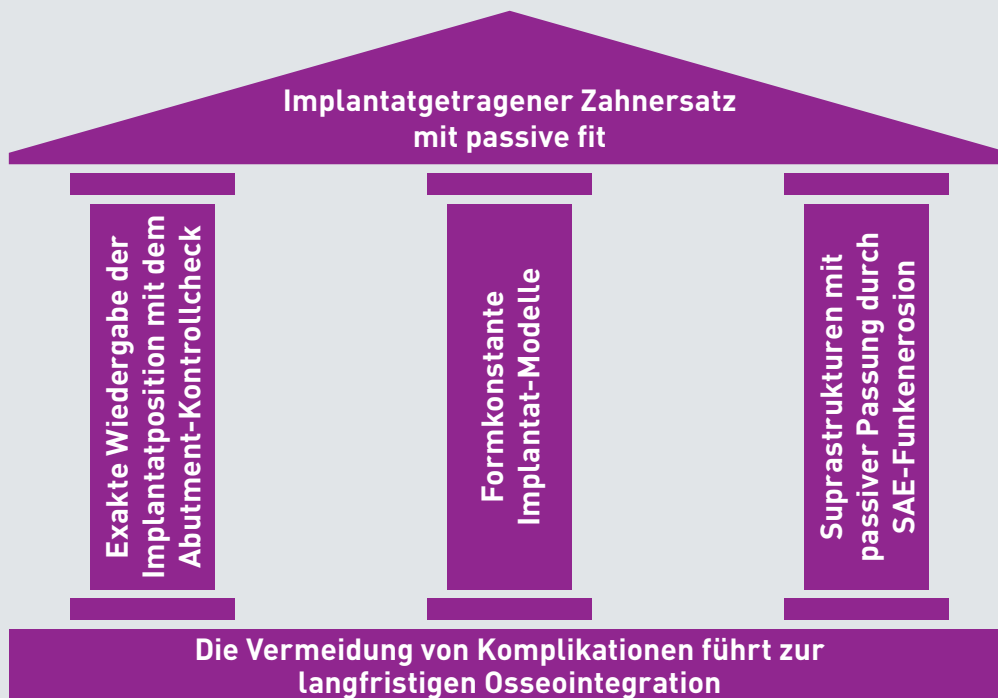 Implantatgetragener Zahnersatz
mit passive fit
Exakte Wiedergabe der
Implantatposition mit dem
Abutment-Kontrollcheck
Formkonstante
Implantat-Modelle
Suprastrukturen mit
passiver Passung durch
SAE-Funkenerosion
Die Vermeidung von Komplikationen führt zur
langfristigen Osseointegration